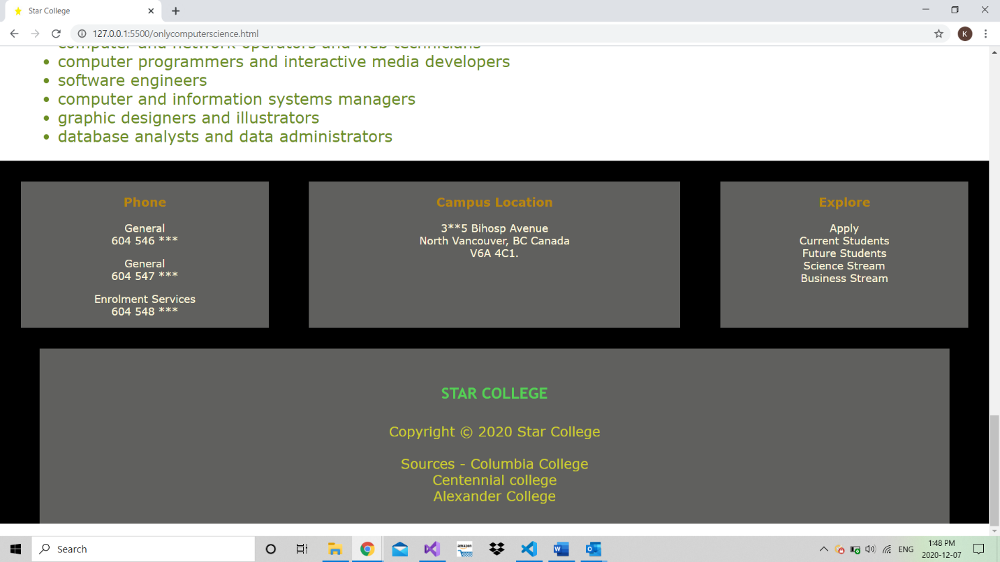 Star College
127.0.0.1:5500/onlycomputerscience.html
K
computer and network operators and web technicians
• computer programmers and interactive media developers
• software engineers
• computer and information systems managers
• graphic designers and illustrators
• database analysts and data administrators
Phone
General
604 546 ***
General
604 547 ***
Enrolment Services
604 548 ***
Campus Location
3**5 Bihosp Avenue
North Vancouver, BC Canada
V6A 4C1.
Explore
Apply
Current Students
Future Students
Science Stream
Business Stream
STAR COLLEGE
Copyright © 2020 Star College
Sources - Columbia College
Centennial college
Alexander College
Search
amazon
W
ENG
1:48 PM
2020-12-07